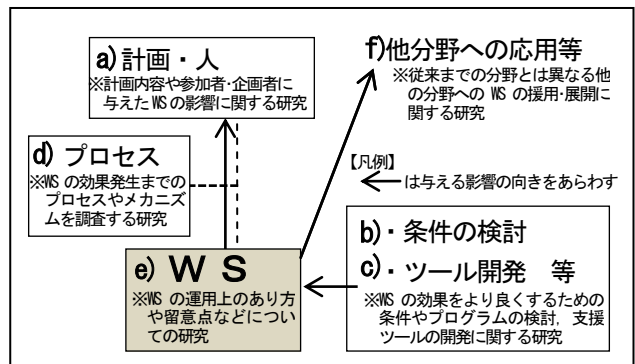 a)計画・人
※計画内容や参加者・企画者に
与えたWSの影響に関する研究
f)他分野への応用等
※従来までの分野とは異なる他
の分野への WS の援用・展開に
関する研究
d) プロセス
※WS の効果発生までの
プロセスやメカニズ
ムを調査する研究
【凡例】
は与える影響の向きをあらわす
b)・条件の検討
c)・ツール開発 等
※WS の効果をより良くするための
条件やプログラムの検討, 支援
ツールの開発に関する研究
e) W S
※WS の運用上のあり方
や留意点などについ
ての研究